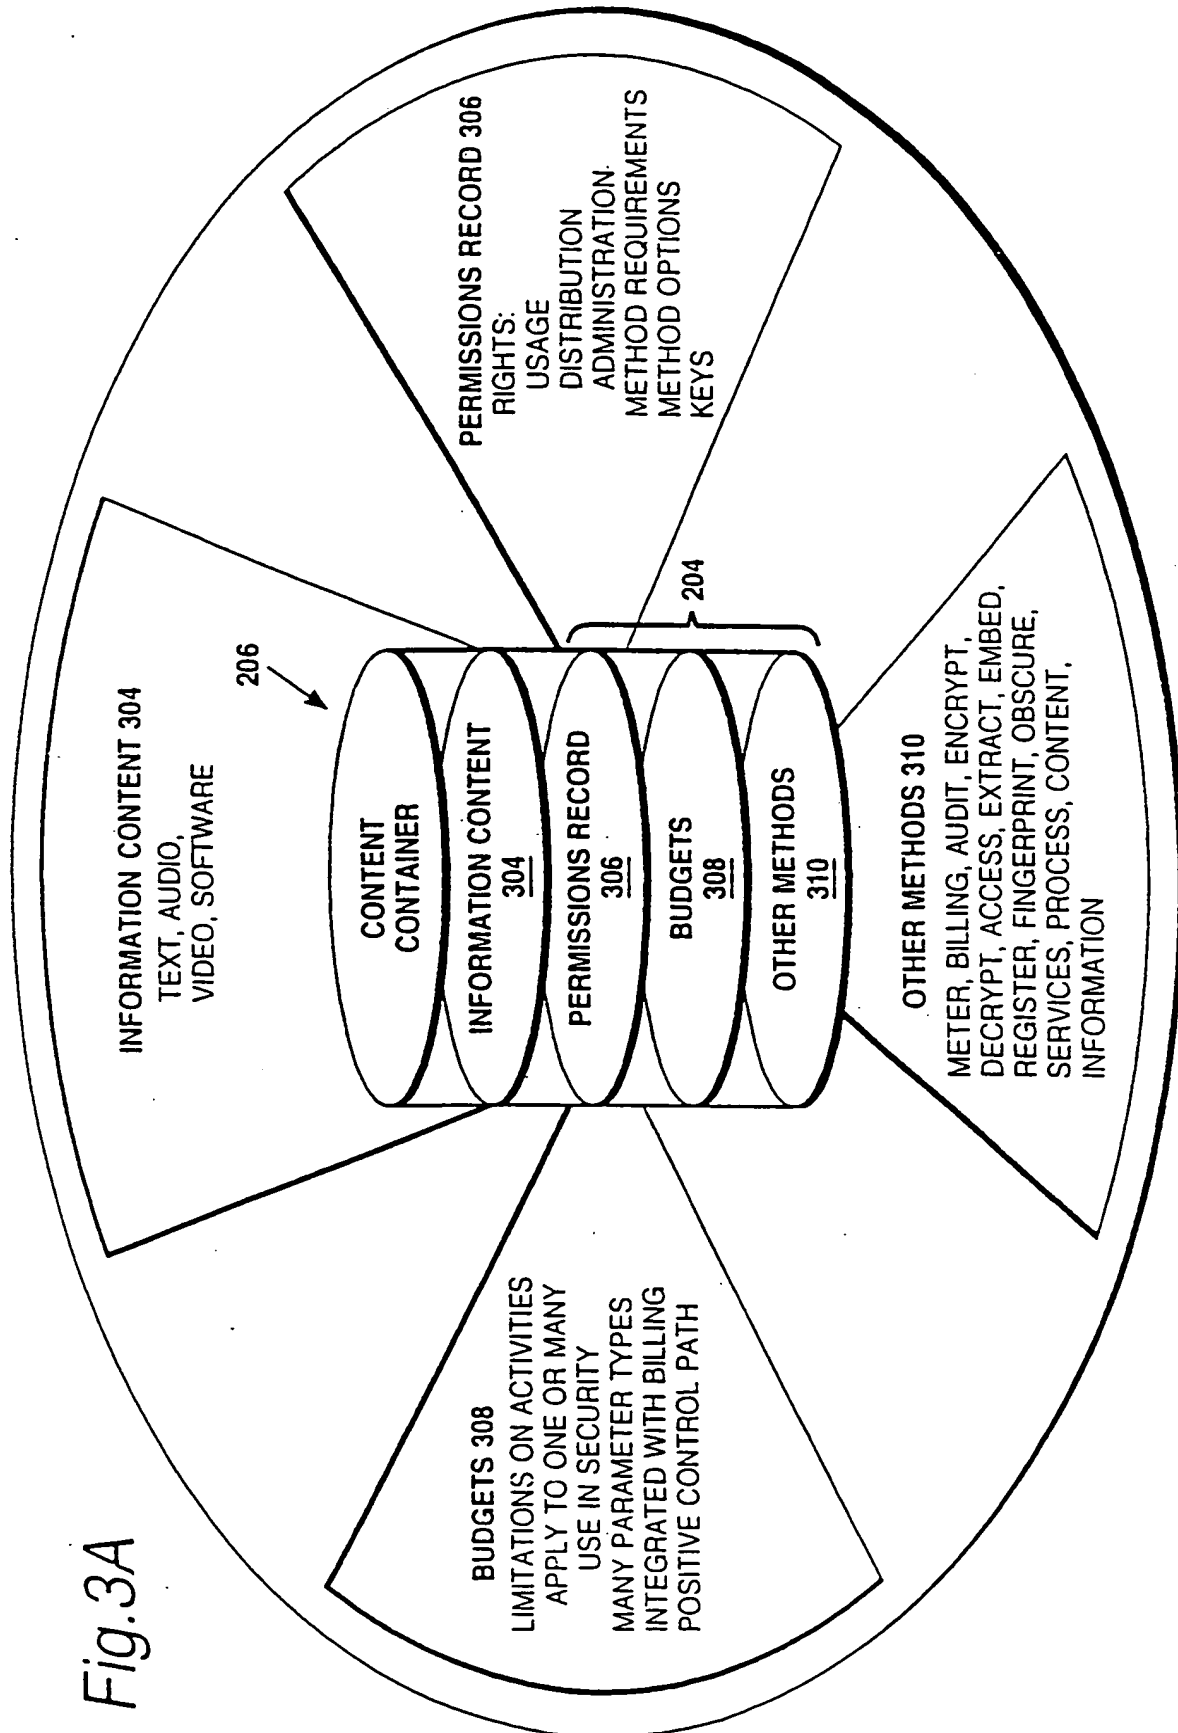 Fig.3A
INFORMATION CONTENT 304
TEXT, AUDIO,
VIDEO, SOFTWARE
206
CONTENT
CONTAINER
INFORMATION CONTENT
304
PERMISSIONS RECORD
306
BUDGETS
308
OTHER METHODS
310
204
BUDGETS 308
LIMITATIONS ON ACTIVITIES
APPLY TO ONE OR MANY
USE IN SECURITY
MANY PARAMETER TYPES
INTEGRATED WITH BILLING
POSITIVE CONTROL PATH
PERMISSIONS RECORD 306
RIGHTS:
USAGE
DISTRIBUTION
ADMINISTRATION
METHOD REQUIREMENTS
METHOD OPTIONS
KEYS
OTHER METHODS 310
METER, BILLING, AUDIT, ENCRYPT,
DECRYPT, ACCESS, EXTRACT, EMBED,
REGISTER, FINGERPRINT, OBSCURE,
SERVICES, PROCESS, CONTENT,
INFORMATION